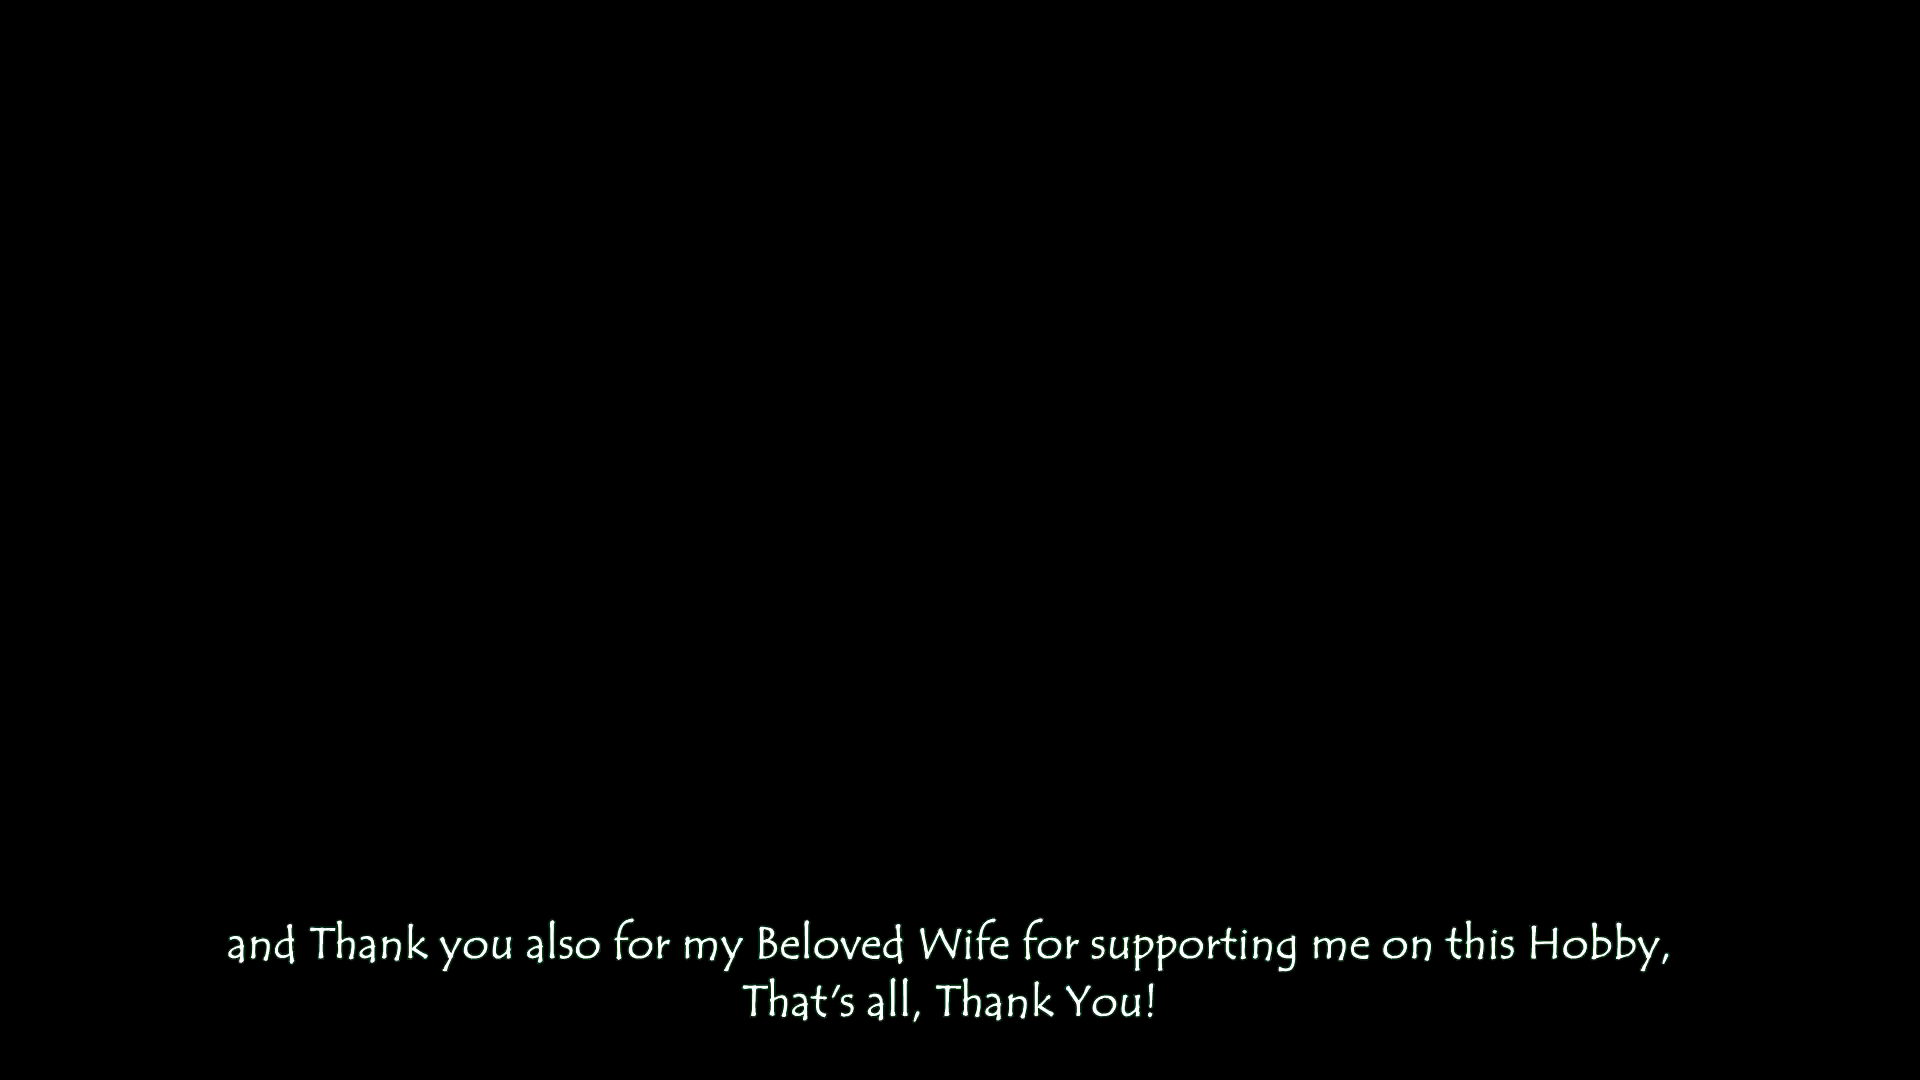 and Thank you also for my Beloved Wife for supporting me on this Hobby,
That's all, Thank You!